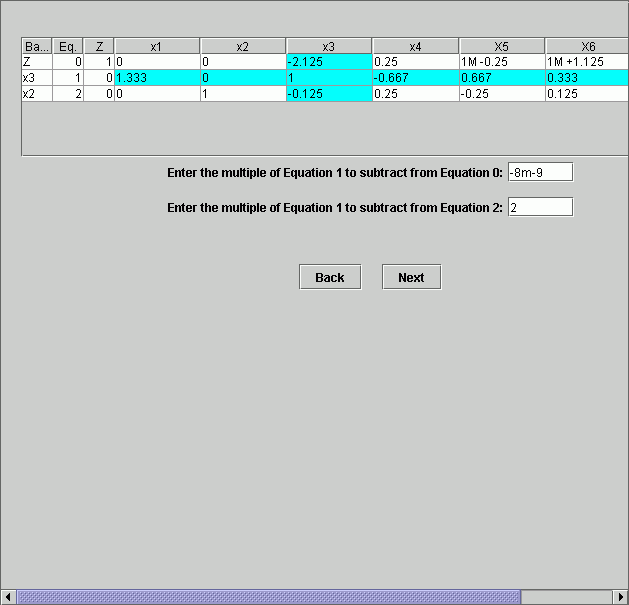 Ba... Eq. Z x1 x2 x3 x4 X5 X6
Z 0 1 0 0 -2.125 0.25 1M -0.25 1M +1.125
x3 1 0 1.333 0 1 -0.667 0.667 0.333
x2 2 0 0 1 -0.125 0.25 -0.25 0.125
Enter the multiple of Equation 1 to subtract from Equation 0: -8m-9
Enter the multiple of Equation 1 to subtract from Equation 2: 2
Back Next